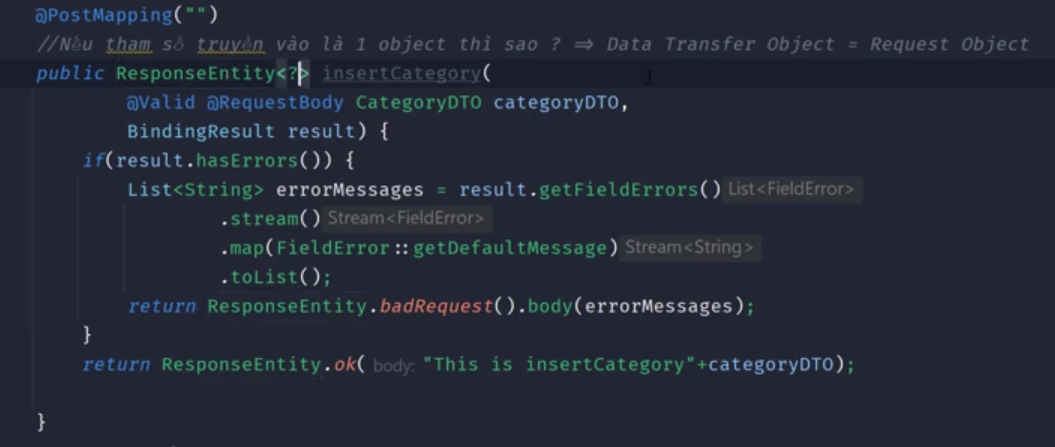 @PostMapping("")
//Nếu tham số truyền vào là 1 object thì sao ? => Data Transfer Object = Request Object
public ResponseEntity<?> insertCategory(
@Valid @RequestBody CategoryDTO categoryDTO,
BindingResult result) {
if(result.hasErrors()) {
List<String> errorMessages = result.getFieldErrors() List<FieldError>
.stream() Stream<FieldError>
.map(FieldError::getDefaultMessage) Stream<String>
.toList();
return ResponseEntity.badRequest().body(errorMessages);
}
return ResponseEntity.ok( body: "This is insertCategory"+categoryDTO);
}